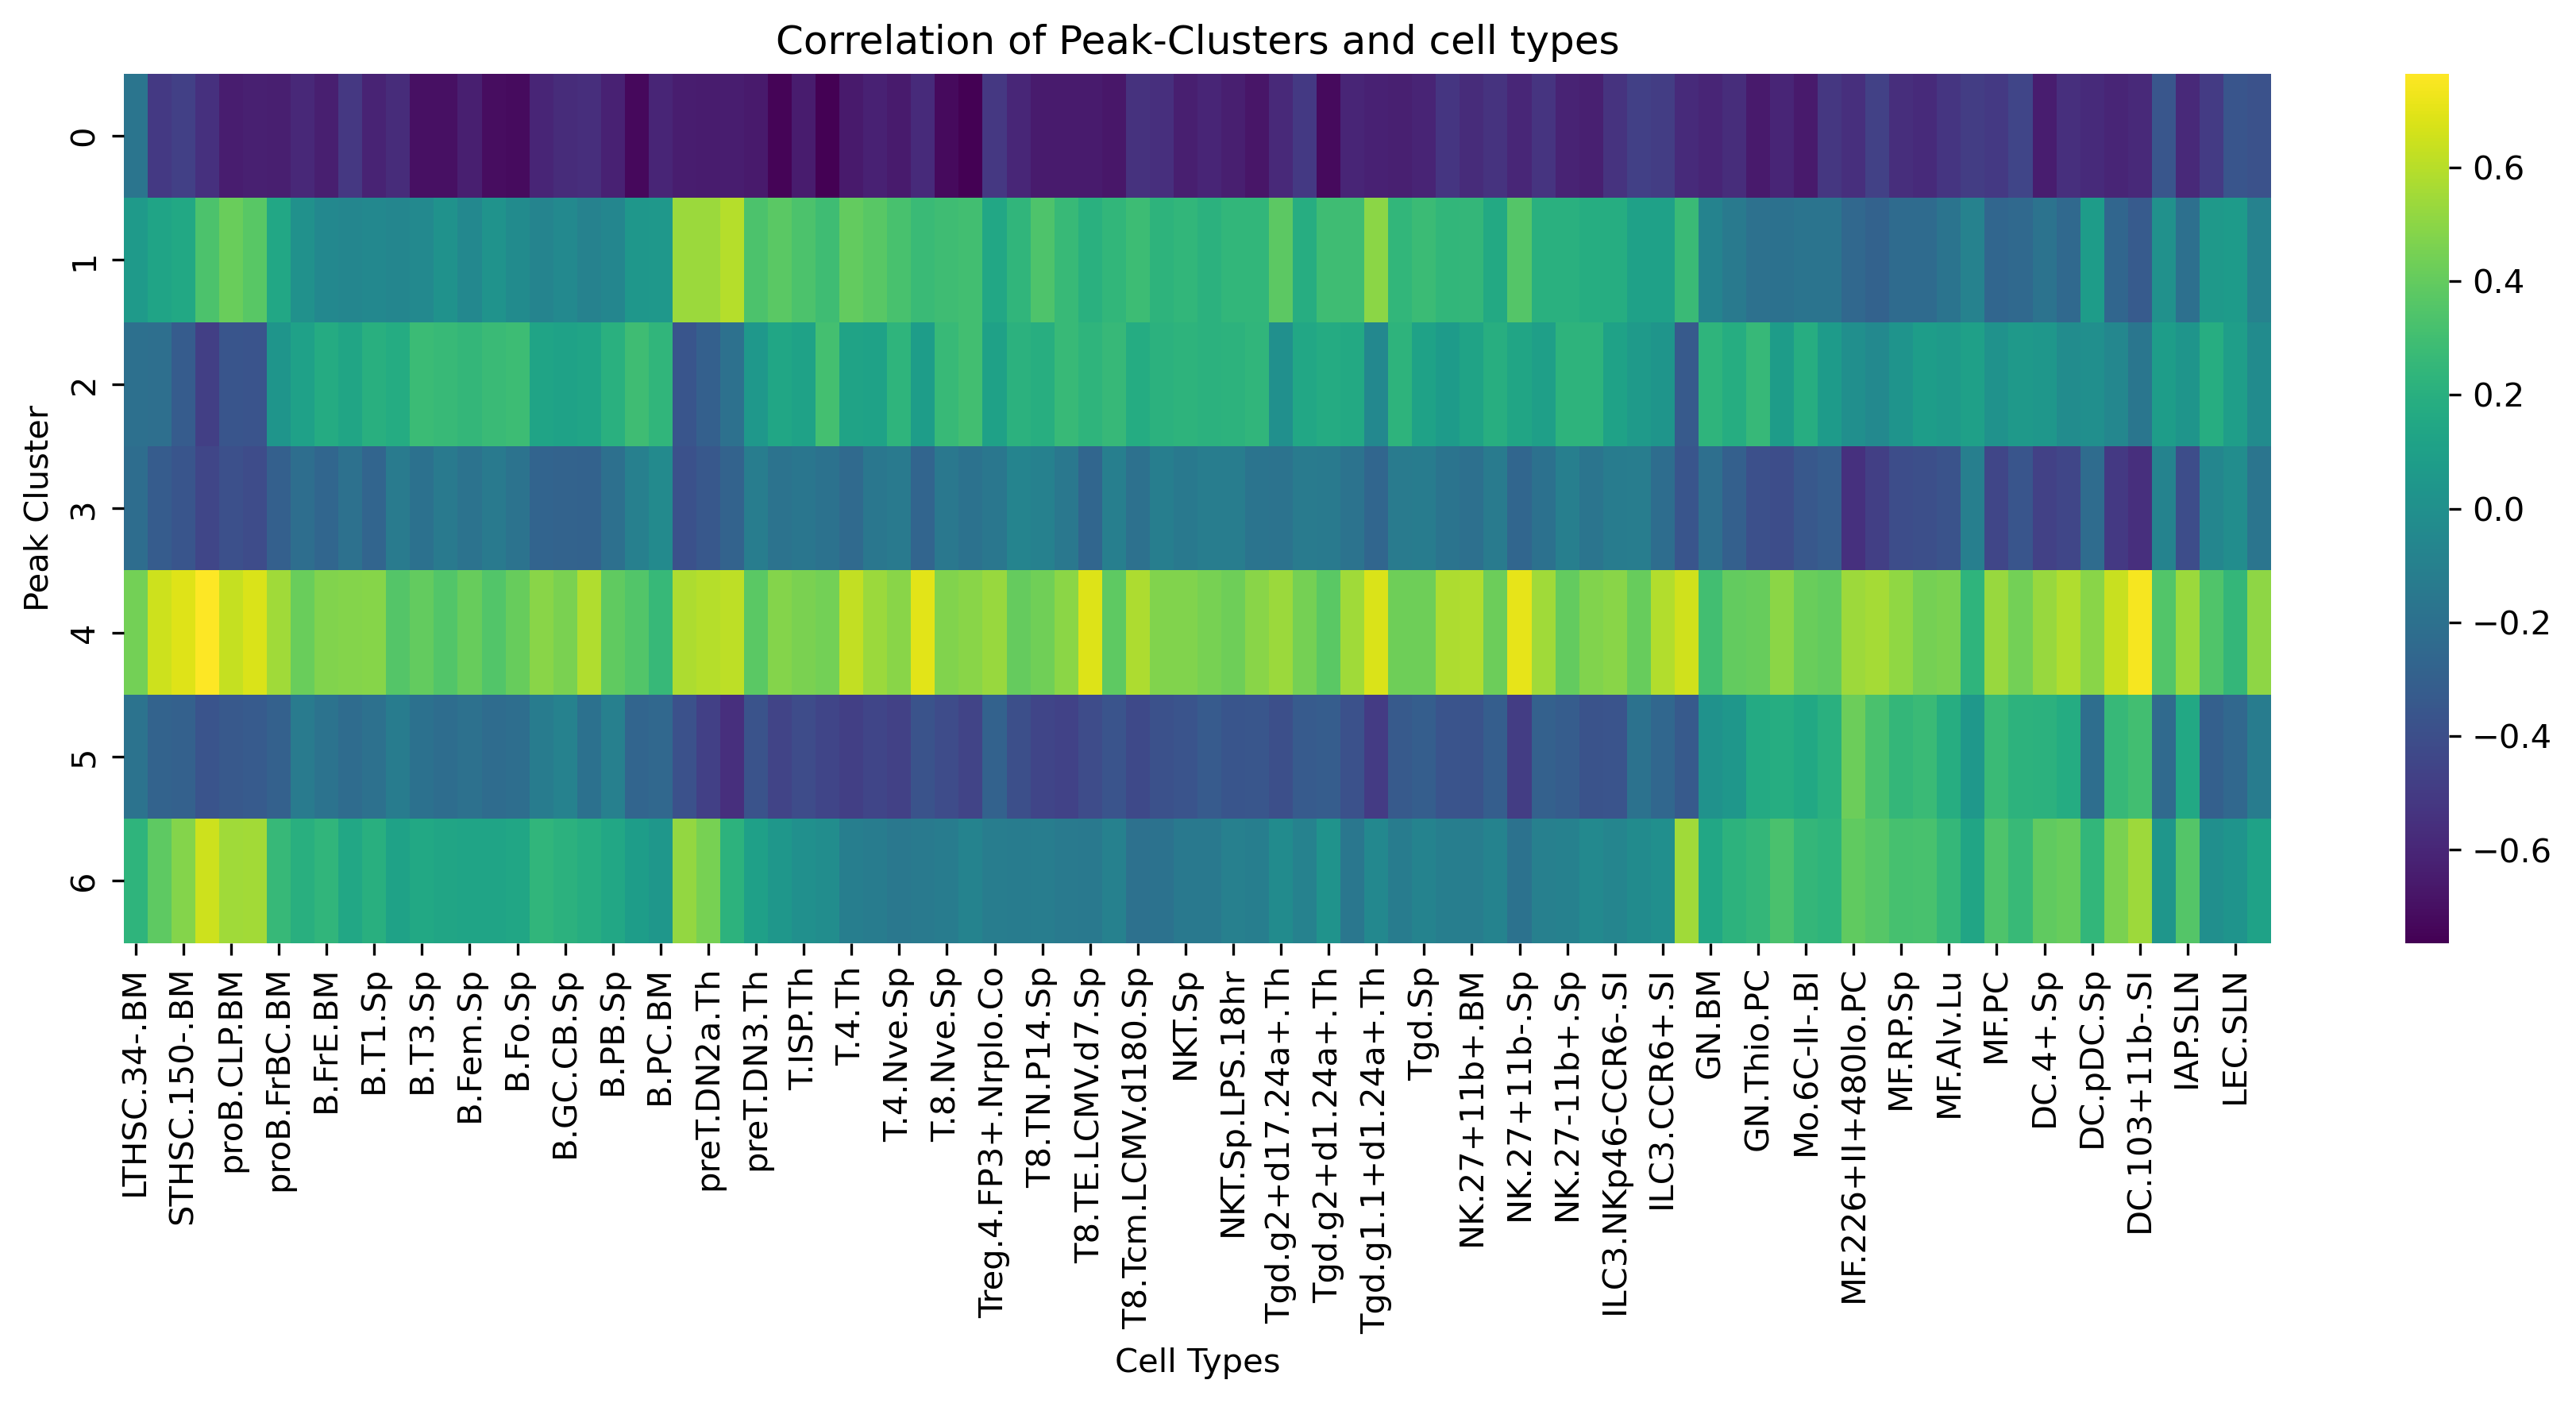 Correlation of Peak-Clusters and cell types
Peak Cluster
0
1
2
3
4
5
6
LTHSC.34-.BM
STHSC.150-.BM
proB.CLP.BM
proB.FrBC.BM
B.FrE.BM
B.T1.Sp
B.T3.Sp
B.Fem.Sp
B.Fo.Sp
B.GC.CB.Sp
B.PB.Sp
B.PC.BM
preT.DN2a.Th
preT.DN3.Th
T.ISP.Th
T.4.Th
T.4.Nve.Sp
T.8.Nve.Sp
Treg.4.FP3+.Nrplo.Co
T8.TN.P14.Sp
T8.TE.LCMV.d7.Sp
T8.Tcm.LCMV.d180.Sp
NKT.Sp
NKT.Sp.LPS.18hr
Tgd.g2+d17.24a+.Th
Tgd.g2+d1.24a+.Th
Tgd.g1.1+d1.24a+.Th
Tgd.Sp
NK.27+11b+.BM
NK.27+11b-.Sp
NK.27-11b+.Sp
ILC3.NKp46-CCR6-.SI
ILC3.CCR6+.SI
GN.BM
GN.Thio.PC
Mo.6C-II-.Bl
MF.226+II+480lo.PC
MF.RP.Sp
MF.Alv.Lu
MF.PC
DC.4+.Sp
DC.pDC.Sp
DC.103+11b-.SI
IAP.SLN
LEC.SLN
Cell Types
0.6
0.4
0.2
0.0
−0.2
−0.4
−0.6